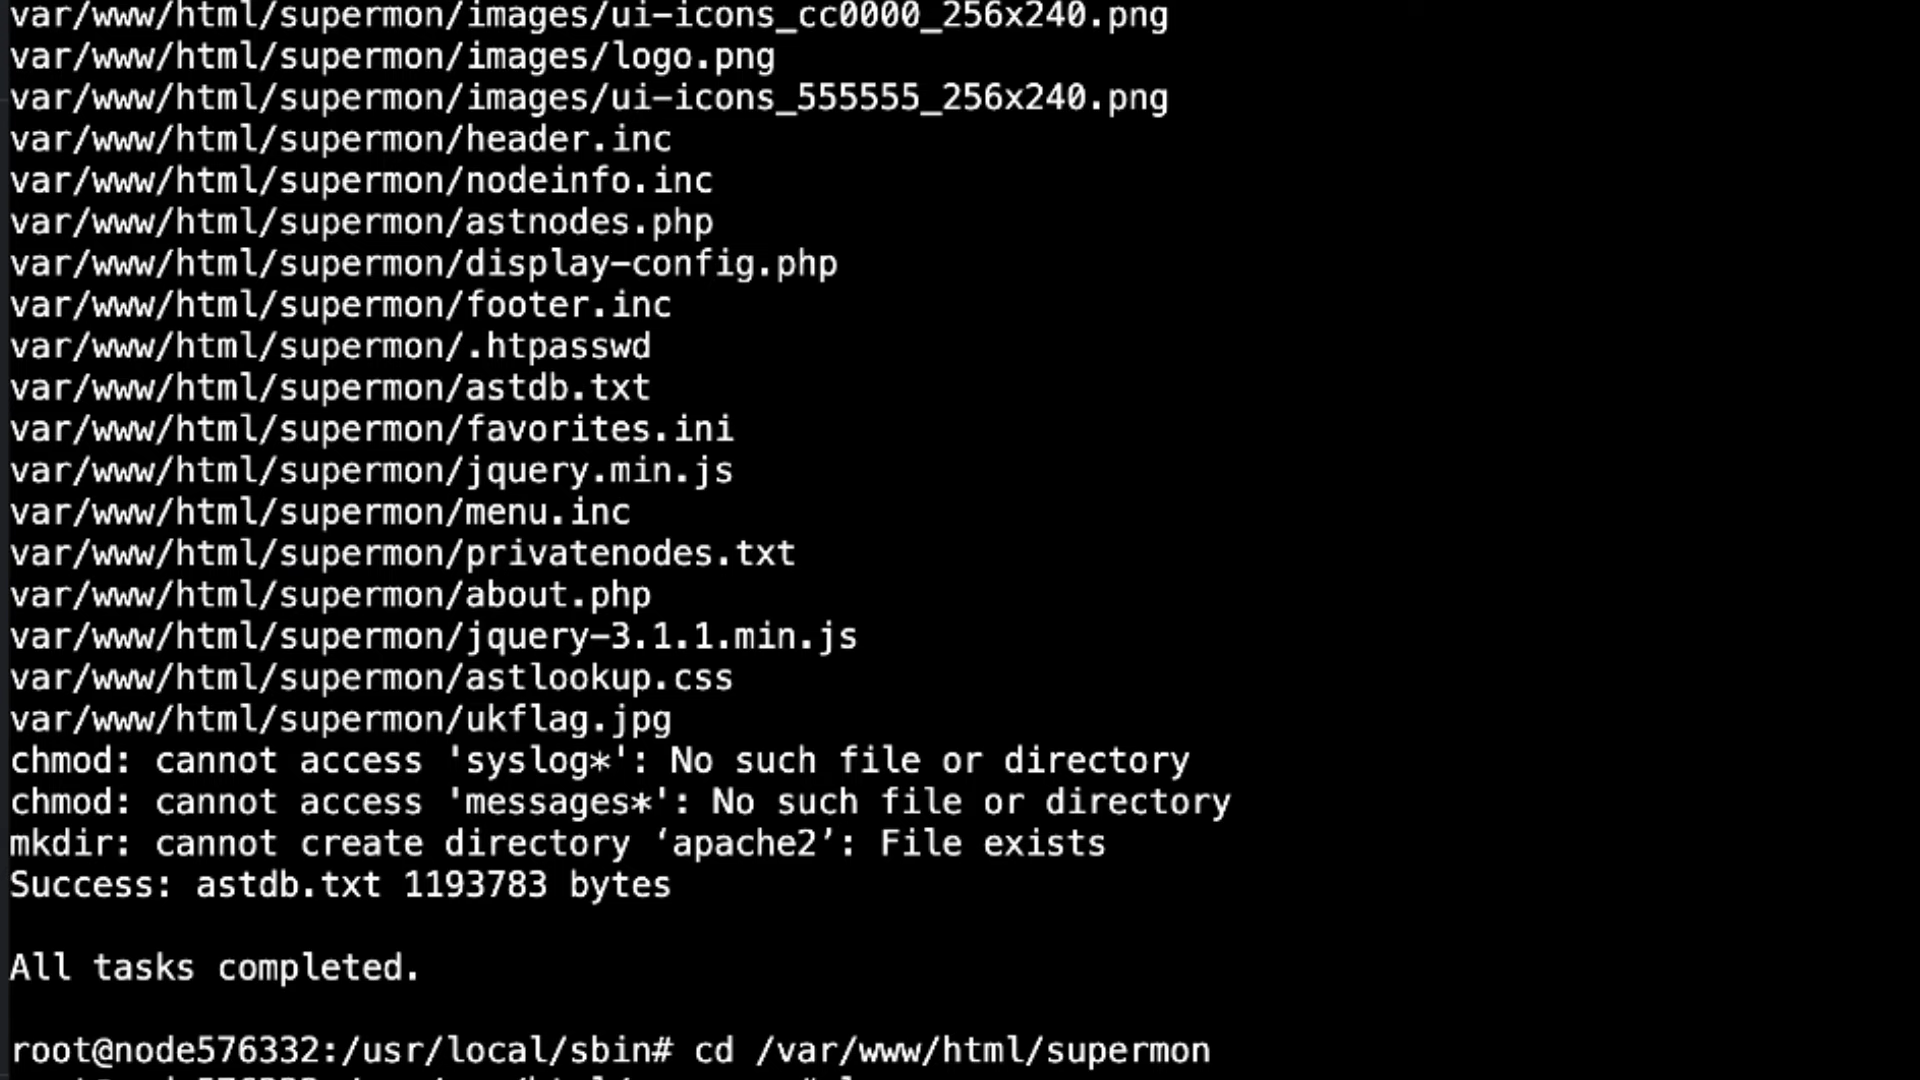 var/www/html/supermon/images/ui-icons_cc0000_256x240.png
var/www/html/supermon/images/logo.png
var/www/html/supermon/images/ui-icons_555555_256x240.png
var/www/html/supermon/header.inc
var/www/html/supermon/nodeinfo.inc
var/www/html/supermon/astnodes.php
var/www/html/supermon/display-config.php
var/www/html/supermon/footer.inc
var/www/html/supermon/.htpasswd
var/www/html/supermon/astdb.txt
var/www/html/supermon/favorites.ini
var/www/html/supermon/jquery.min.js
var/www/html/supermon/menu.inc
var/www/html/supermon/privatenodes.txt
var/www/html/supermon/about.php
var/www/html/supermon/jquery-3.1.1.min.js
var/www/html/supermon/astlookup.css
var/www/html/supermon/ukflag.jpg
chmod: cannot access 'syslog*': No such file or directory
chmod: cannot access 'messages*': No such file or directory
mkdir: cannot create directory ‘apache2’: File exists
Success: astdb.txt 1193783 bytes
All tasks completed.
root@node576332:/usr/local/sbin# cd /var/www/html/supermon